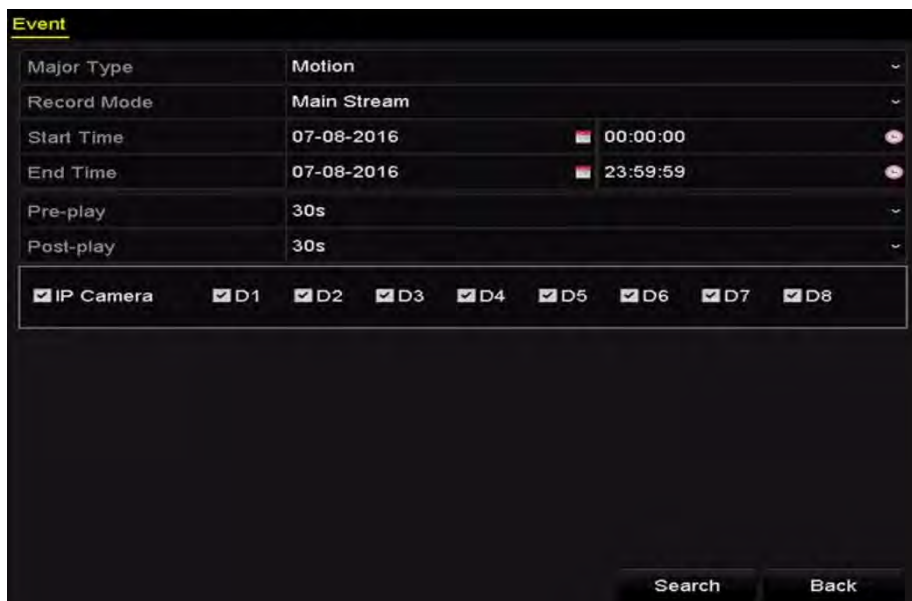 Event
Major Type Motion
Record Mode Main Stream
Start Time 07-08-2016 00:00:00
End Time 07-08-2016 23:59:59
Pre-play 30s
Post-play 30s
IP Camera D1 D2 D3 D4 D5 D6 D7 D8
Search Back